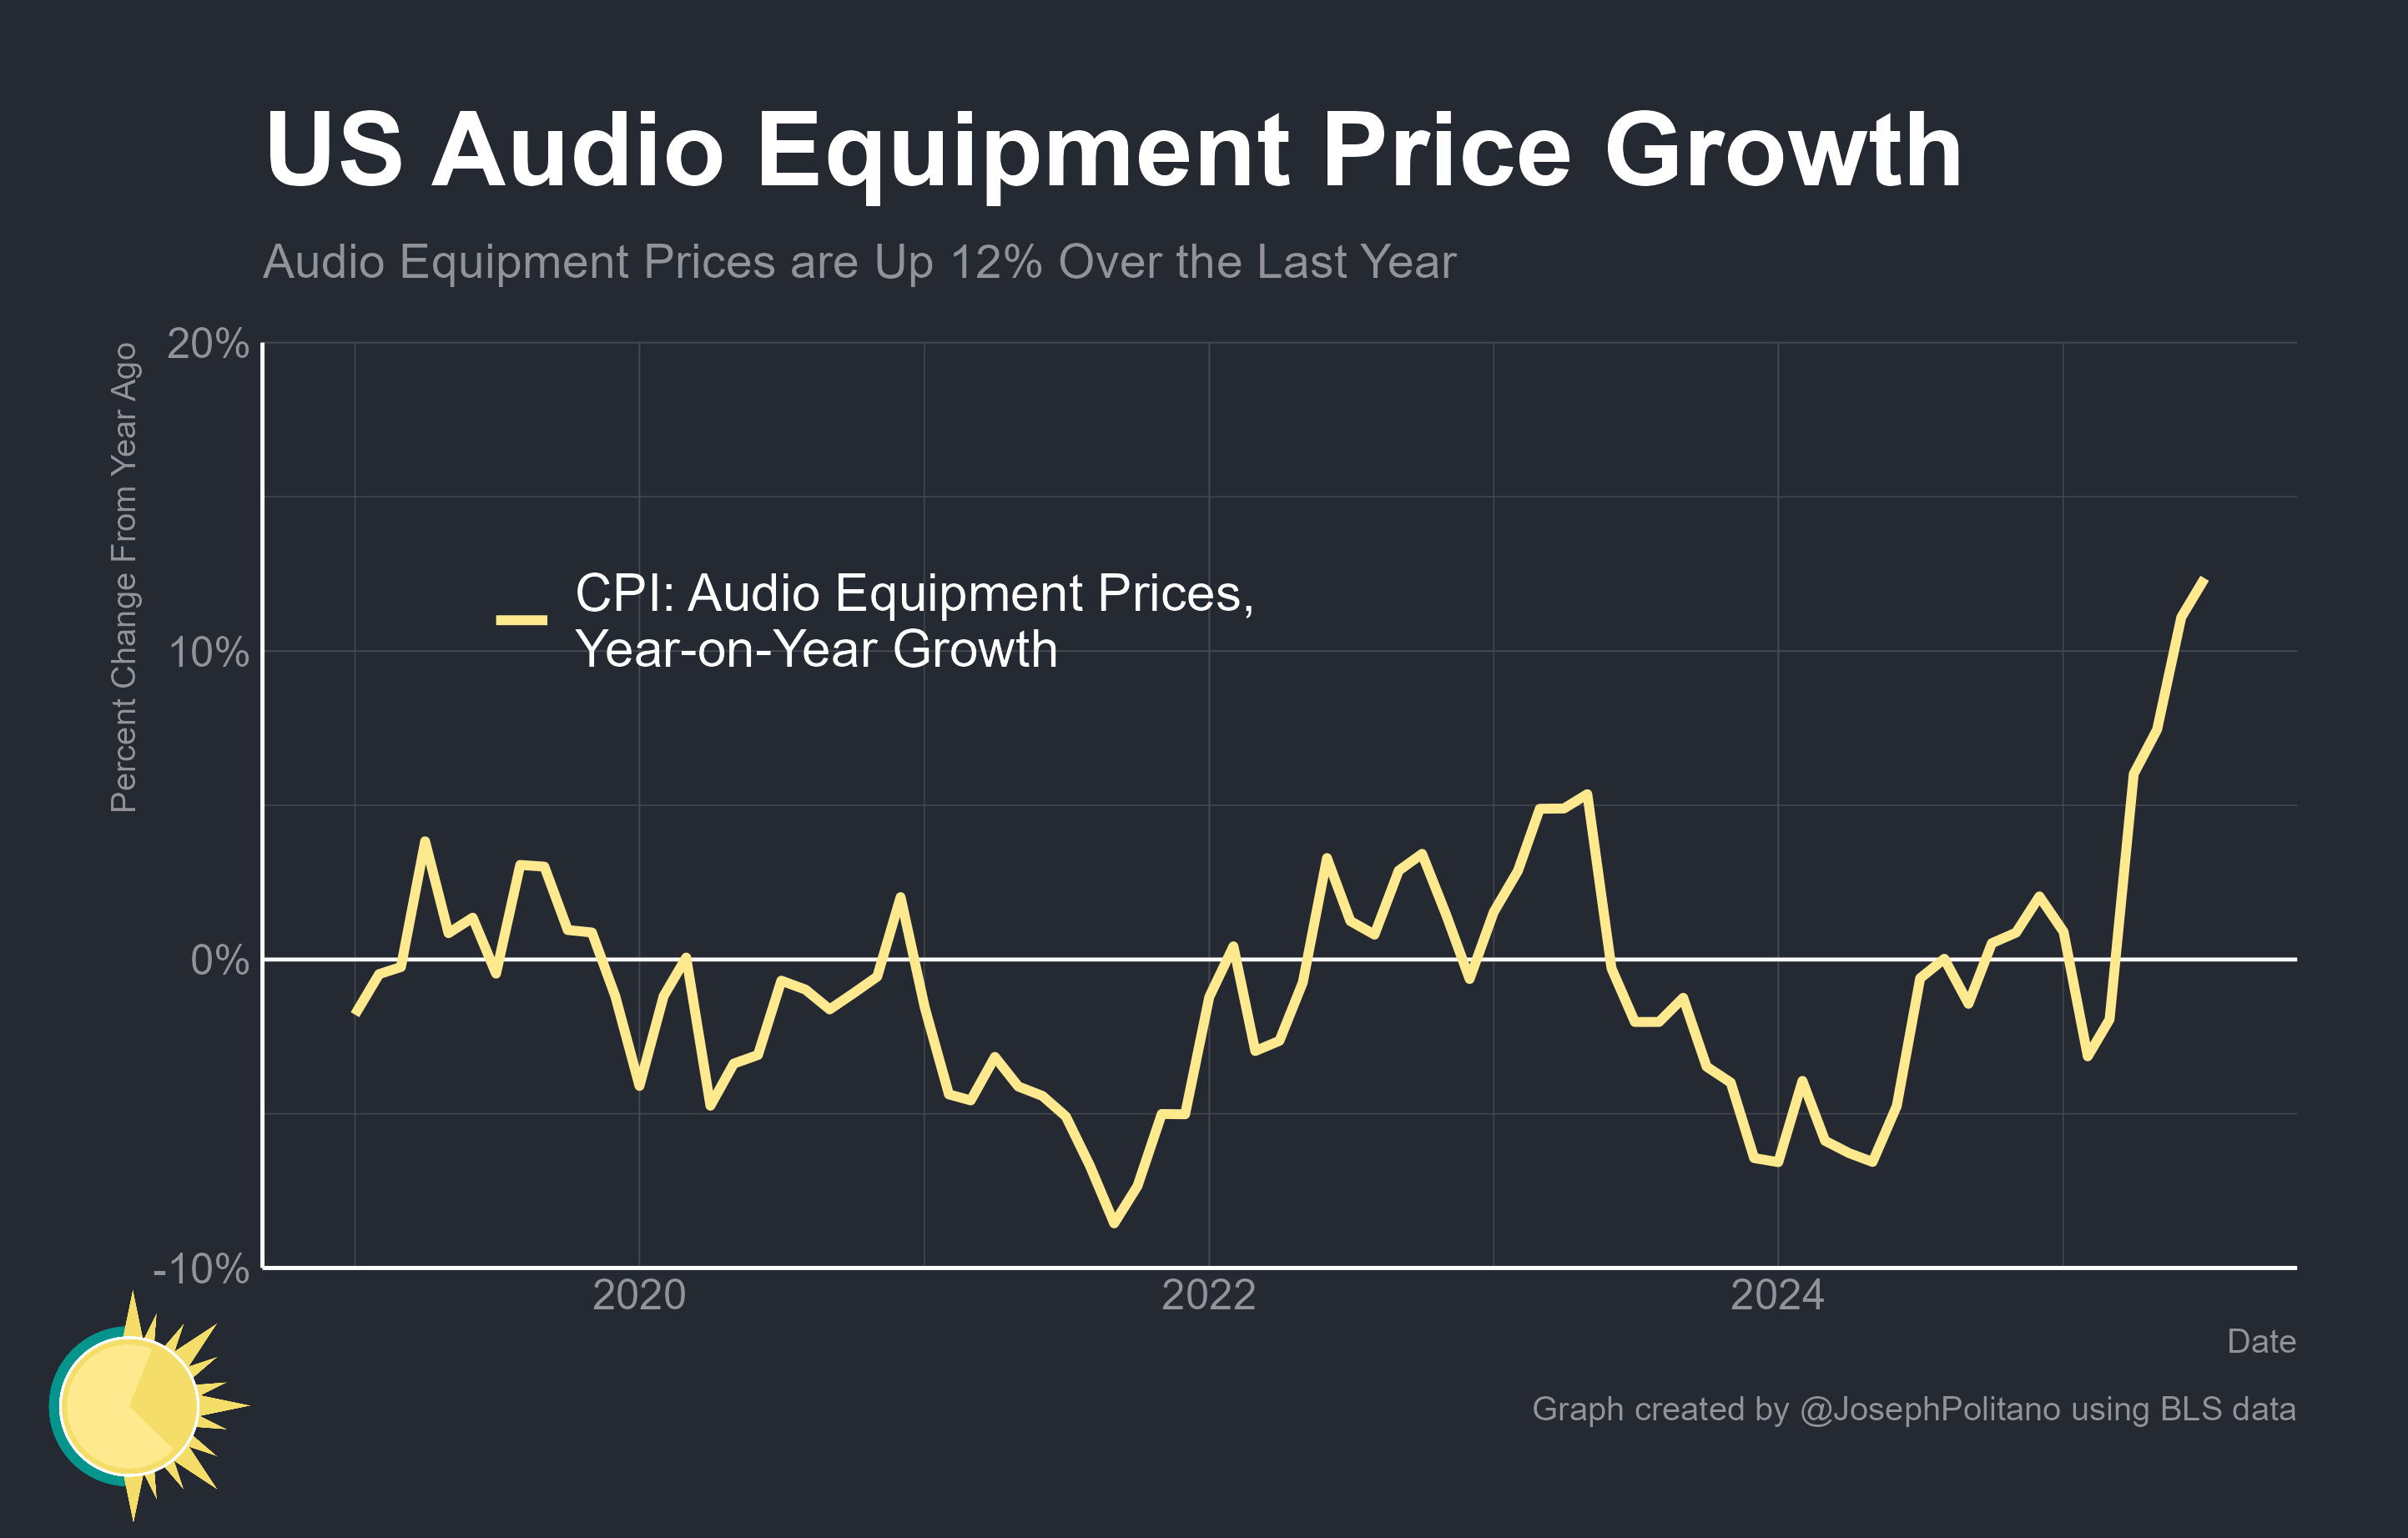 US Audio Equipment Price Growth
Audio Equipment Prices are Up 12% Over the Last Year
Percent Change From Year Ago
20%
10%
0%
-10%
CPI: Audio Equipment Prices,
Year-on-Year Growth
2020
2022
2024
Date
Graph created by @JosephPolitano using BLS data